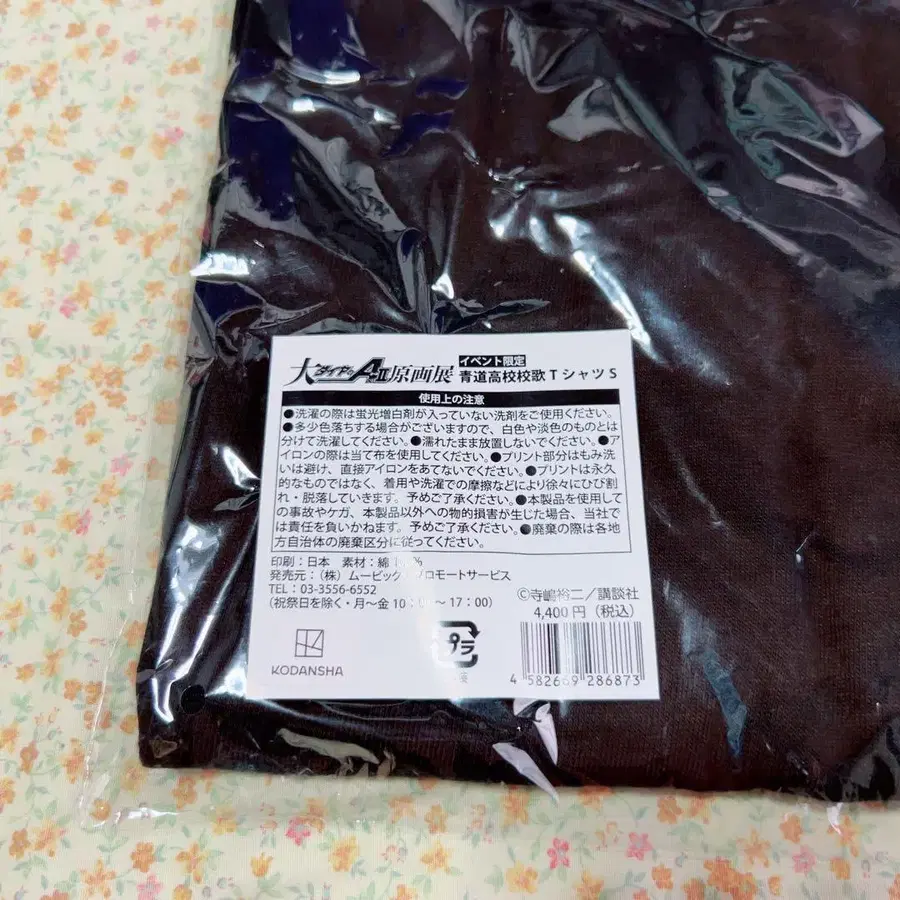 大ダイヤのAⅡ原画展 イベント限定 青道高校校歌TシャツS
使用上の注意
●洗濯の際は蛍光増白剤が入っていない洗剤をご使用ください。
●多少色落ちする場合がございますので、白色や淡色のものとは
分けて洗濯してください。●濡れたまま放置しないでください。●ア
イロンの際は当て布を使用してください。●プリント部分はもみ洗
いは避け、直接アイロンをあてないでください。●プリントは永久
的なものではなく、着用や洗濯での摩擦などにより徐々にひび割
れ・脱落していきます。予めご了承ください。●本製品を使用して
の事故やケガ、本製品以外への物的損害が生じた場合、当社で
は責任を負いかねます。予めご了承ください。●廃棄の際は各地
方自治体の廃棄区分に従ってください。
印刷：日本 素材：綿
発売元：（株）ムービック・プロモートサービス
TEL：03-3556-6552
（祝祭日を除く・月～金 10：00～17：00）
©寺嶋裕二／講談社
4,400円（税込）
KODANSHA
プラ
4 582669 286873